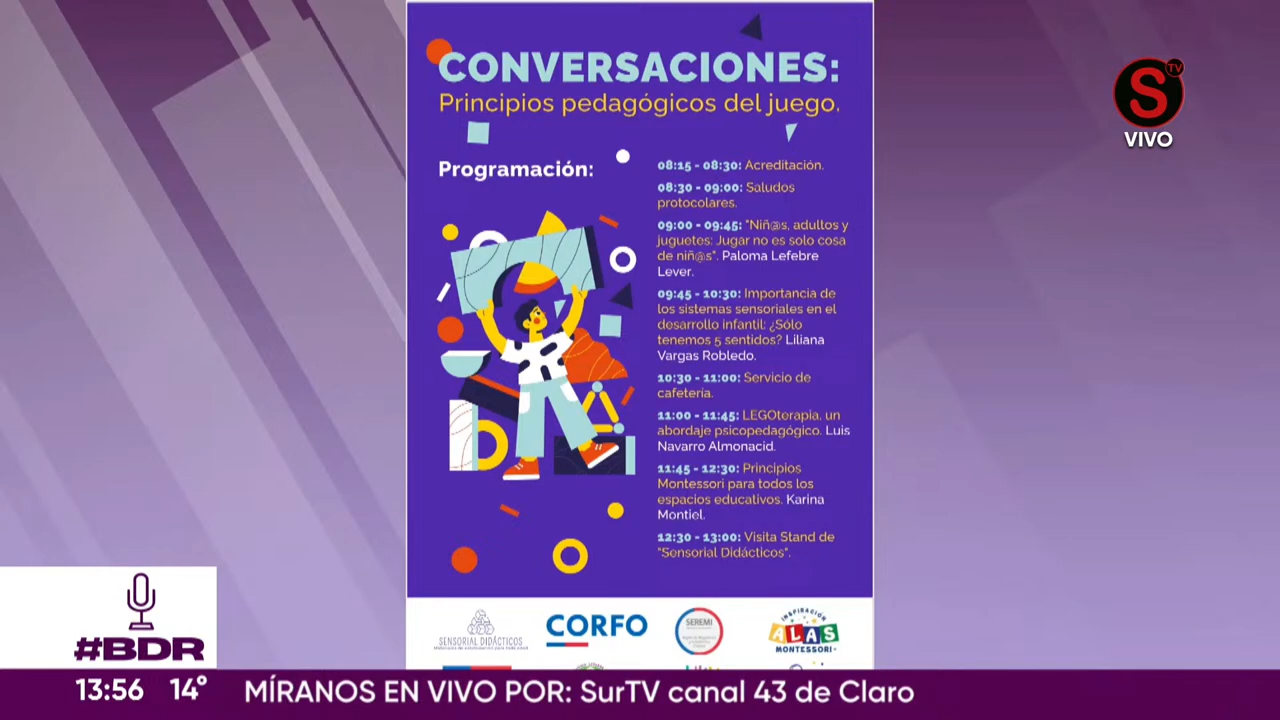 CONVERSACIONES:
Principios pedagógicos del juego.
Programación:
08:15 - 08:30: Acreditación.
08:30 - 09:00: Saludos
protocolares.
09:00 - 09:45: "Niñ@s, adultos y
juguetes: Jugar no es solo cosa
de niñ@s". Paloma Lefebre
Lever.
09:45 - 10:30: Importancia de
los sistemas sensoriales en el
desarrollo infantil: ¿Sólo
tenemos 5 sentidos? Liliana
Vargas Robledo.
10:30 - 11:00: Servicio de
cafetería.
11:00 - 11:45: LEGOterapia, un
abordaje psicopedagógico. Luis
Navarro Almonacid.
11:45 - 12:30: Principios
Montessori para todos los
espacios educativos. Karina
Montiel.
12:30 - 13:00: Visita Stand de
"Sensorial Didácticos".
SENSORIAL DIDÁCTICOS
CORFO
SEREMI
INSPIRACIÓN
ALAS
MONTESSORI
S TV
VIVO
#BDR
13:56 14° MÍRANOS EN VIVO POR: SurTV canal 43 de Claro